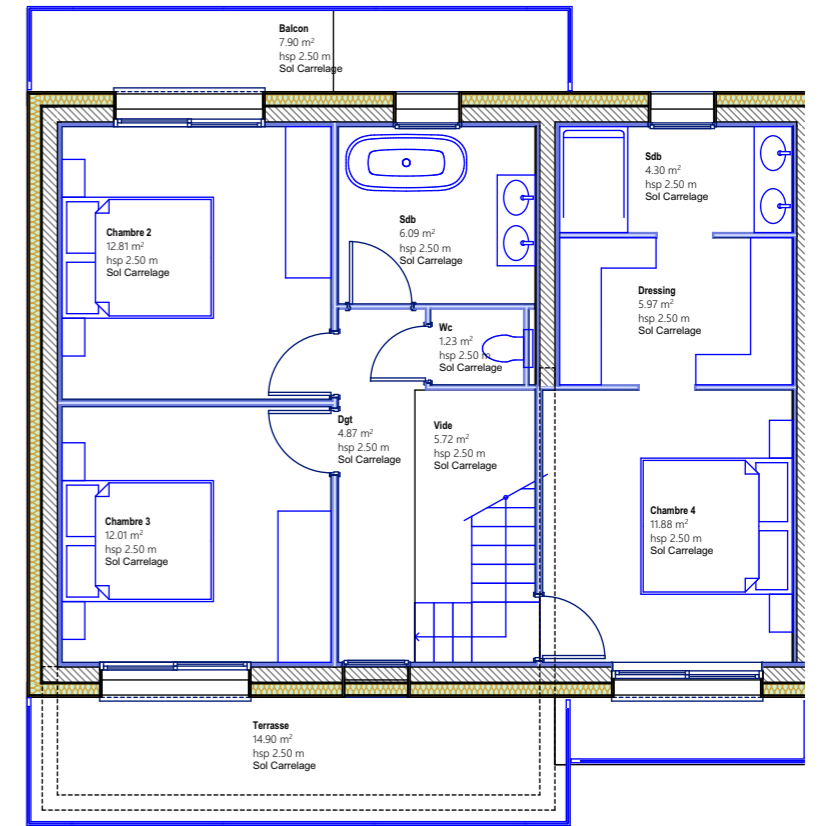 Balcon
7.90 m²
hsp 2.50 m
Sol Carrelage
Sdb
4.30 m²
hsp 2.50 m
Sol Carrelage
Chambre 2
12.81 m²
hsp 2.50 m
Sol Carrelage
Sdb
6.09 m²
hsp 2.50 m
Sol Carrelage
Dressing
5.97 m²
hsp 2.50 m
Sol Carrelage
Wc
1.23 m²
hsp 2.50 m
Sol Carrelage
Dgt
4.87 m²
hsp 2.50 m
Sol Carrelage
Vide
5.72 m²
hsp 2.50 m
Sol Carrelage
Chambre 3
12.01 m²
hsp 2.50 m
Sol Carrelage
Chambre 4
11.88 m²
hsp 2.50 m
Sol Carrelage
Terrasse
14.90 m²
hsp 2.50 m
Sol Carrelage